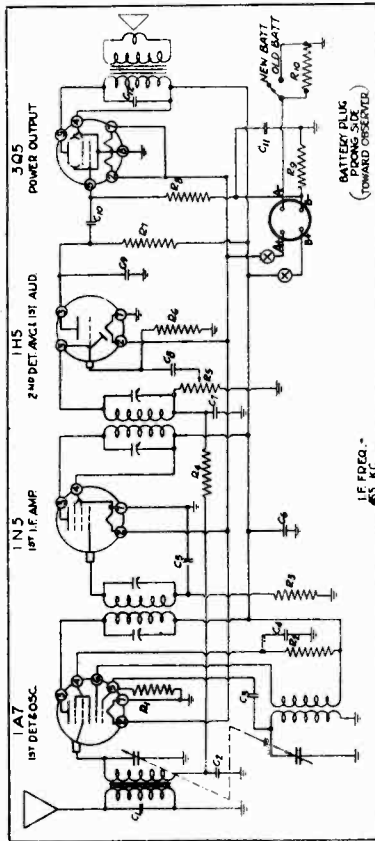 1A7
1ST DET & OSC.
1N5
1ST I.F. AMP.
1H5
2ND DET. AVC & 1ST AUD.
3Q5
POWER OUTPUT
C1
C2
R1
C3
C4
R2
R3
C5
C6
R4
C7
R5
C8
R6
C9
R7
C10
R8
C11
R9
R10
NEW BATT
OLD BATT
A-
A+
B-
B+
BATTERY PLUG
PRONG SIDE
(TOWARD OBSERVER)
I.F. FREQ. =
455 KC